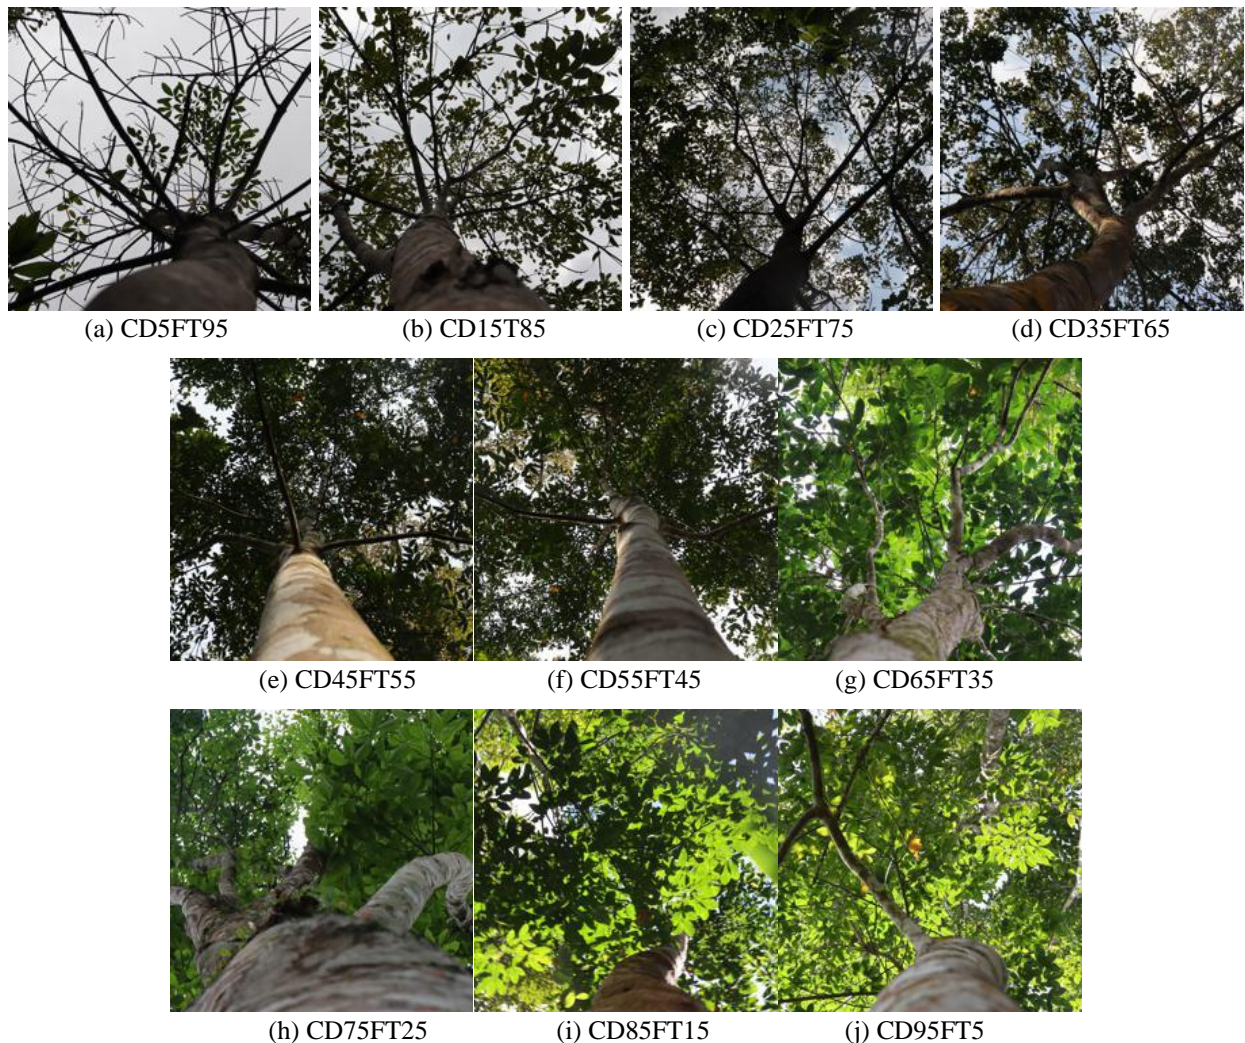 (a) CD5FT95
(b) CD15T85
(c) CD25FT75
(d) CD35FT65
(e) CD45FT55
(f) CD55FT45
(g) CD65FT35
(h) CD75FT25
(i) CD85FT15
(j) CD95FT5